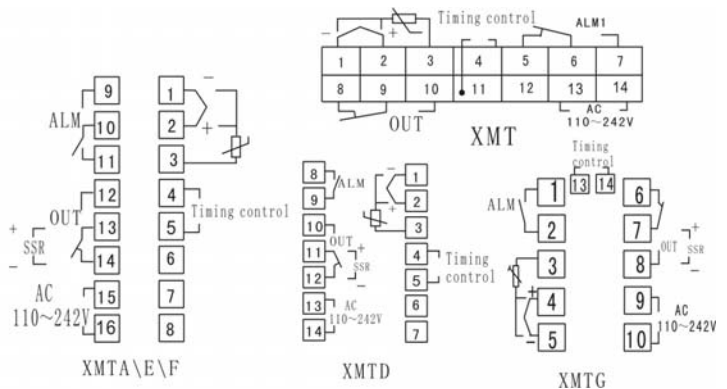 9 1 −
ALM 10 2 +
11 3
12 4
OUT 13 5 Timing control
+ SSR − 14 6
AC 15 7
110～242V 16 8
XMTA\E\F
− + Timing control ALM1
1 2 3 4 5 6 7
8 9 10 11 12 13 14
OUT AC
110～242V
XMT
8 ALM − 1
9 + 2
10 3
OUT
11 + 4 Timing
SSR control
12 − 5
13 AC 6
14 110～242V 7
XMTD
Timing
control
13 14
1 6
ALM
2 7 +
OUT SSR
3 8 −
+ 4 9 AC
110～242V
− 5 10
XMTG